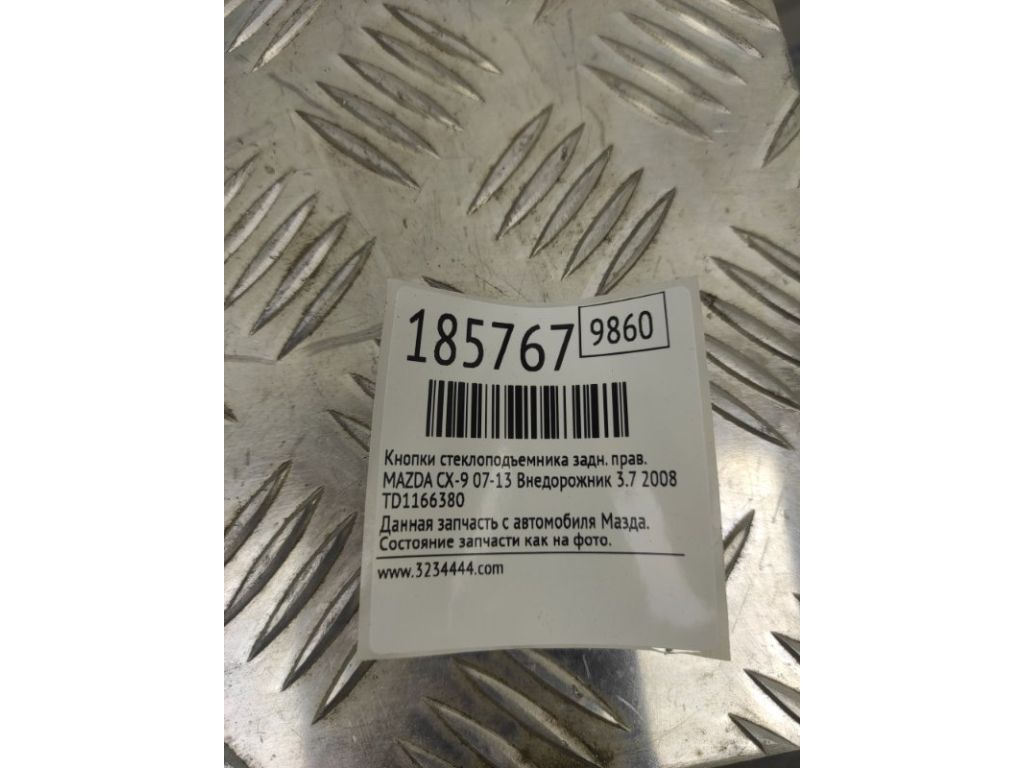 185767 9860
Кнопки стеклоподъемника задн. прав.
MAZDA CX-9 07-13 Внедорожник 3.7 2008
TD1166380
Данная запчасть с автомобиля Мазда.
Состояние запчасти как на фото.
www.3234444.com